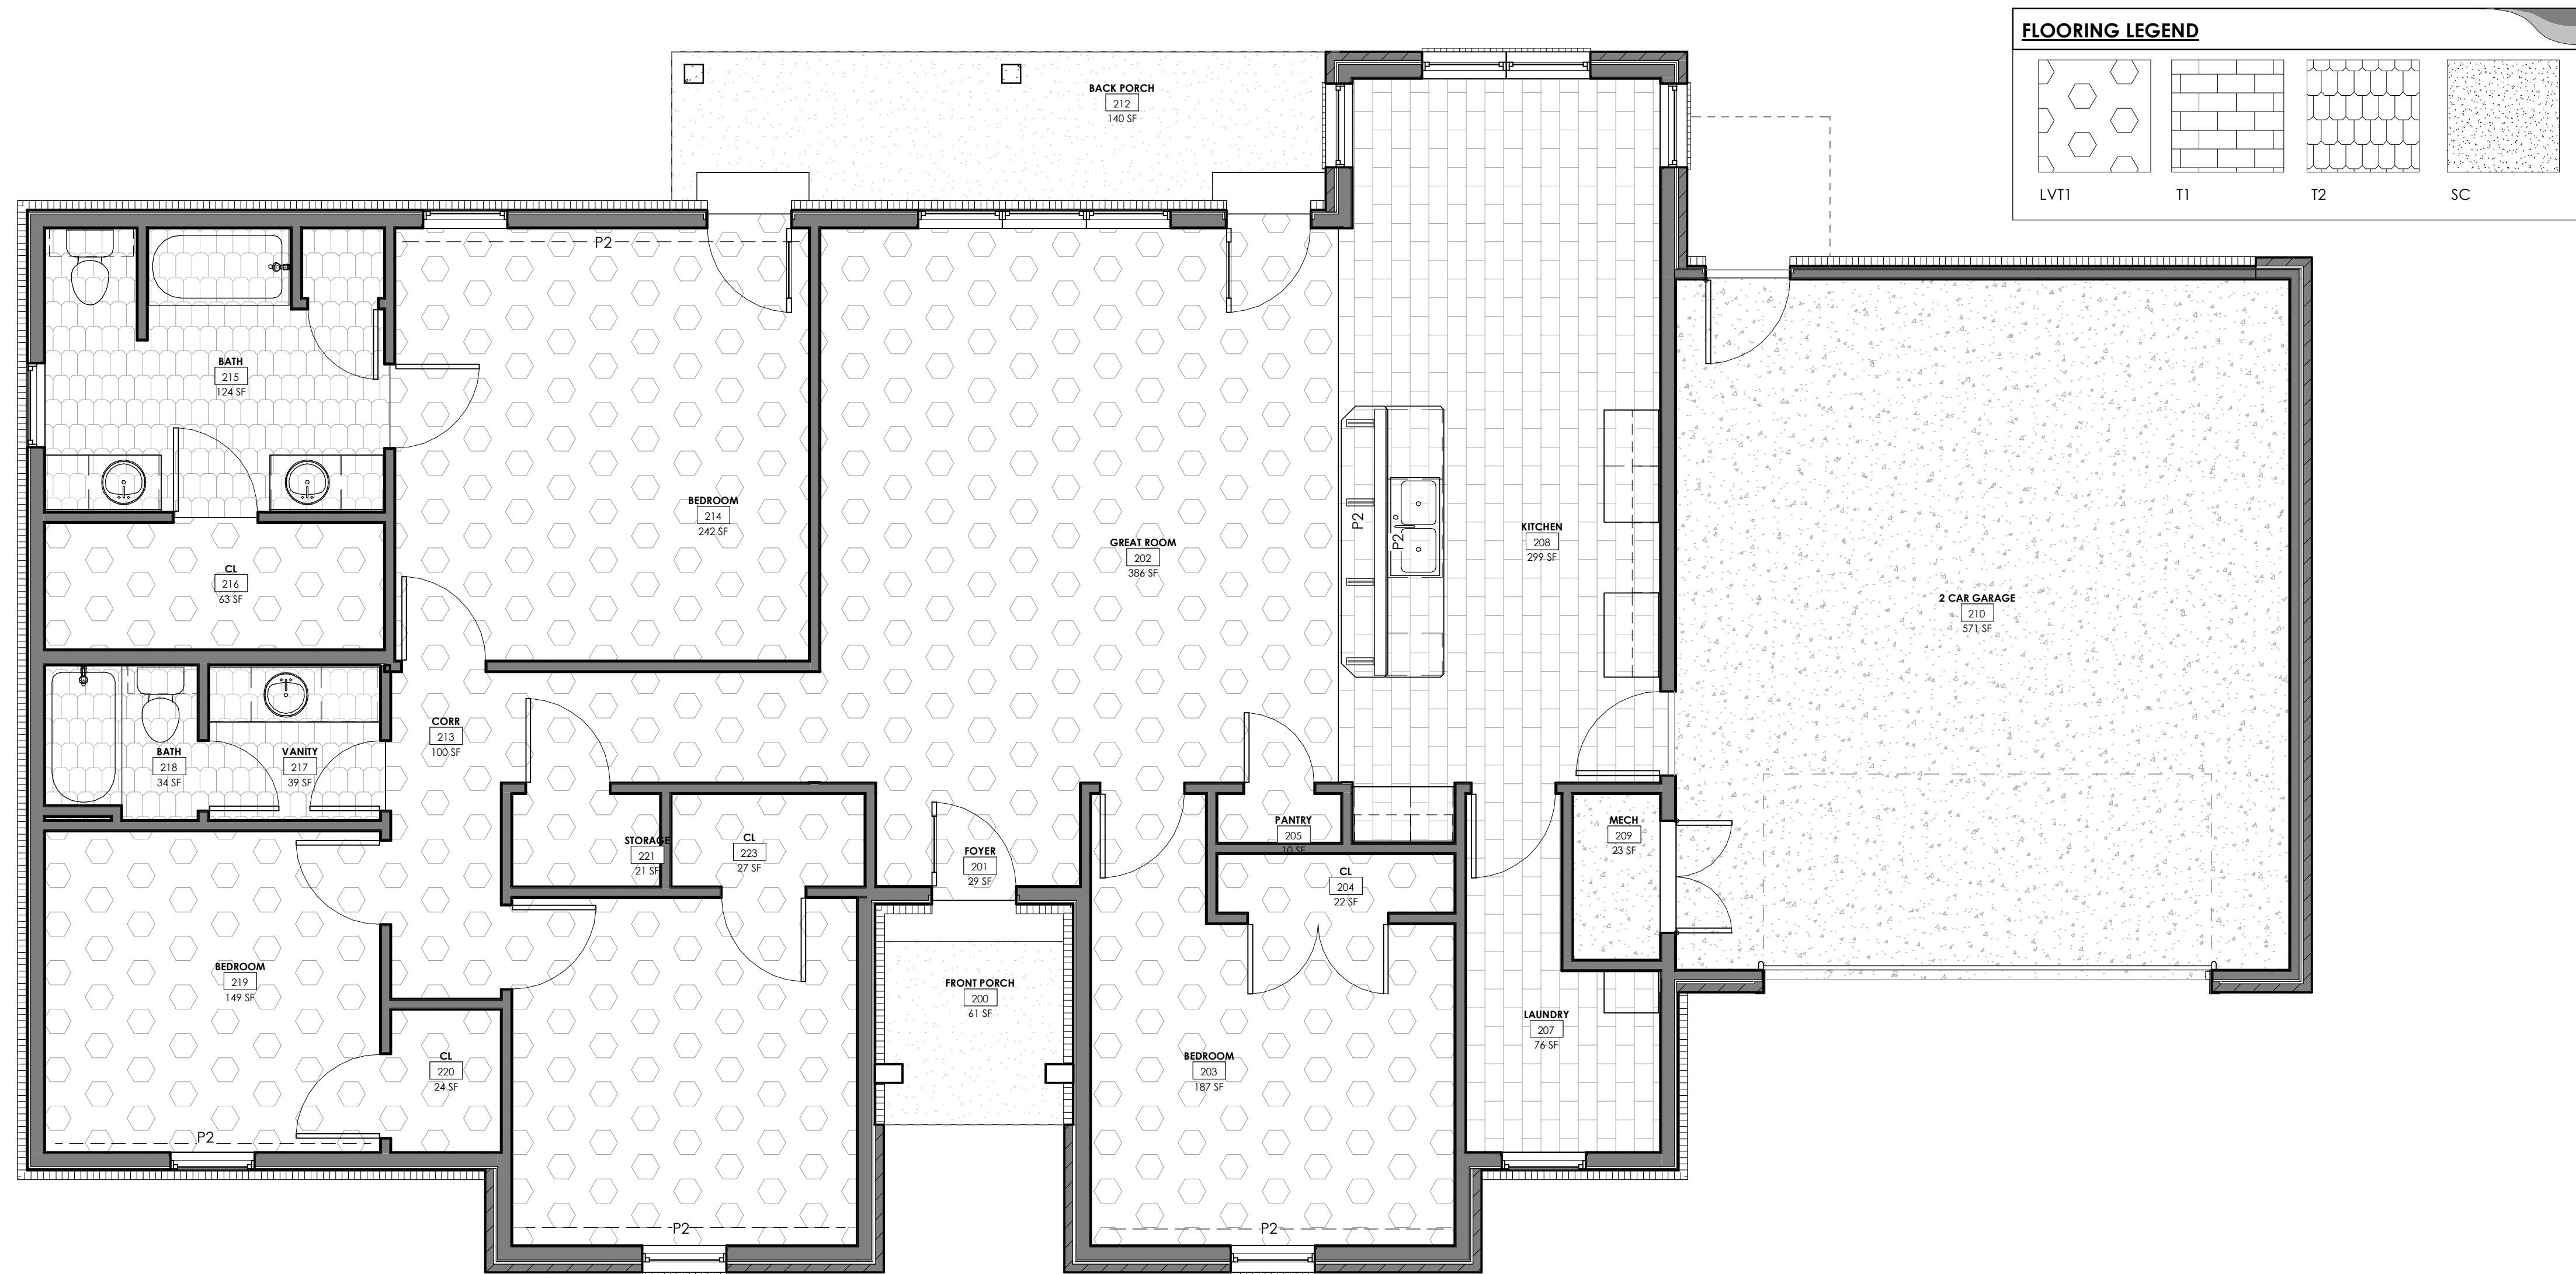 FLOORING LEGEND
LVT1
T1
T2
SC
BACK PORCH
212
140 SF
P2
BATH
215
124 SF
BEDROOM
214
242 SF
GREAT ROOM
202
386 SF
P2
P2
KITCHEN
208
299 SF
CL
216
63 SF
2 CAR GARAGE
210
571 SF
CORR
213
100 SF
BATH
218
34 SF
VANITY
217
39 SF
STORAGE
221
21 SF
CL
223
27 SF
FOYER
201
29 SF
PANTRY
205
10 SF
MECH
209
23 SF
CL
204
22 SF
BEDROOM
219
149 SF
FRONT PORCH
200
61 SF
LAUNDRY
207
76 SF
CL
220
24 SF
BEDROOM
203
187 SF
P2
P2
P2